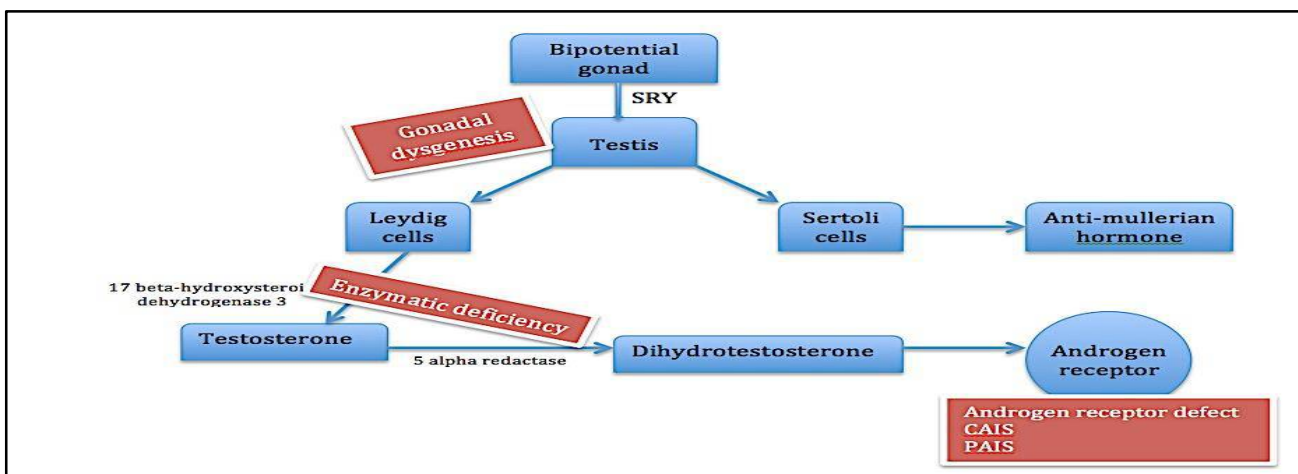 Bipotential
gonad
SRY
Gonadal
dysgenesis
Testis
Leydig
cells
Sertoli
cells
Anti-mullerian
hormone
17 beta-hydroxysteroi
dehydrogenase 3
Enzymatic deficiency
Testosterone
5 alpha redactase
Dihydrotestosterone
Androgen
receptor
Androgen receptor defect
CAIS
PAIS